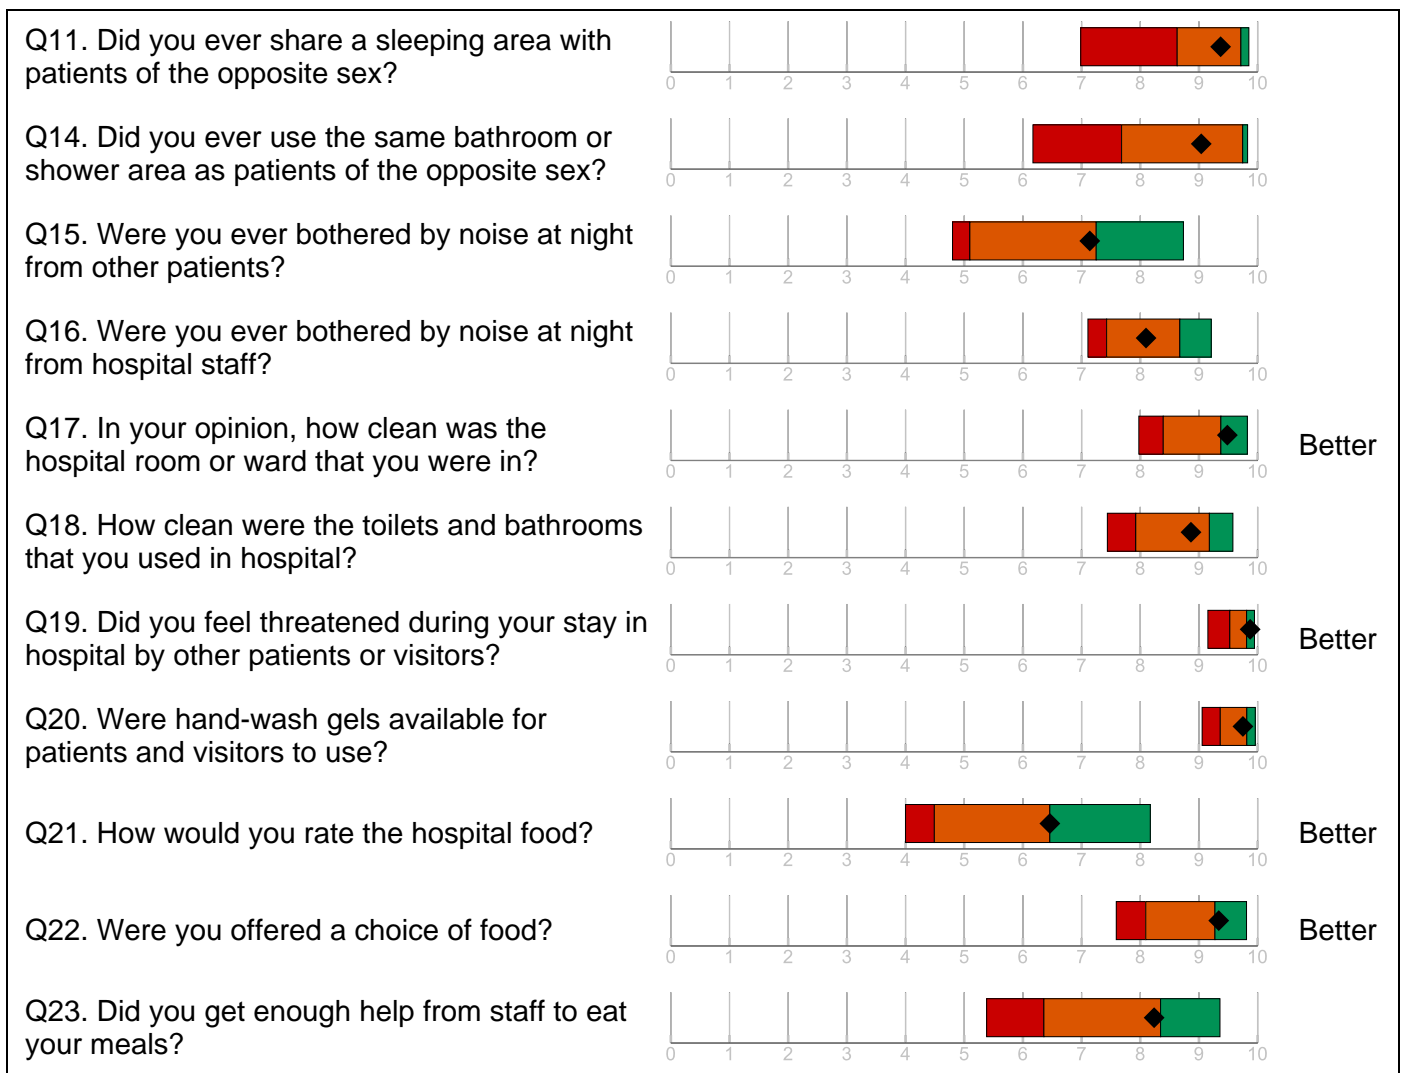 Q11. Did you ever share a sleeping area with
patients of the opposite sex?
0 1 2 3 4 5 6 7 8 9 10
Q14. Did you ever use the same bathroom or
shower area as patients of the opposite sex?
0 1 2 3 4 5 6 7 8 9 10
Q15. Were you ever bothered by noise at night
from other patients?
0 1 2 3 4 5 6 7 8 9 10
Q16. Were you ever bothered by noise at night
from hospital staff?
0 1 2 3 4 5 6 7 8 9 10
Q17. In your opinion, how clean was the
hospital room or ward that you were in?
Better
0 1 2 3 4 5 6 7 8 9 10
Q18. How clean were the toilets and bathrooms
that you used in hospital?
0 1 2 3 4 5 6 7 8 9 10
Q19. Did you feel threatened during your stay in
hospital by other patients or visitors?
Better
0 1 2 3 4 5 6 7 8 9 10
Q20. Were hand-wash gels available for
patients and visitors to use?
0 1 2 3 4 5 6 7 8 9 10
Q21. How would you rate the hospital food?
Better
0 1 2 3 4 5 6 7 8 9 10
Q22. Were you offered a choice of food?
Better
0 1 2 3 4 5 6 7 8 9 10
Q23. Did you get enough help from staff to eat
your meals?
0 1 2 3 4 5 6 7 8 9 10